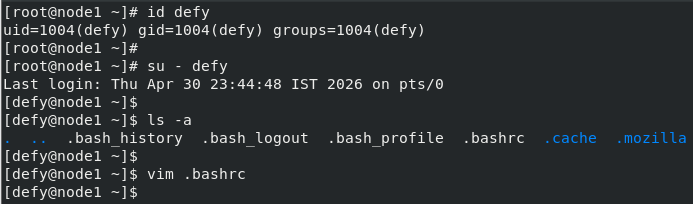 [root@node1 ~]# id defy
uid=1004(defy) gid=1004(defy) groups=1004(defy)
[root@node1 ~]#
[root@node1 ~]# su - defy
Last login: Thu Apr 30 23:44:48 IST 2026 on pts/0
[defy@node1 ~]$
[defy@node1 ~]$ ls -a
.  ..  .bash_history  .bash_logout  .bash_profile  .bashrc  .cache  .mozilla
[defy@node1 ~]$
[defy@node1 ~]$ vim .bashrc
[defy@node1 ~]$